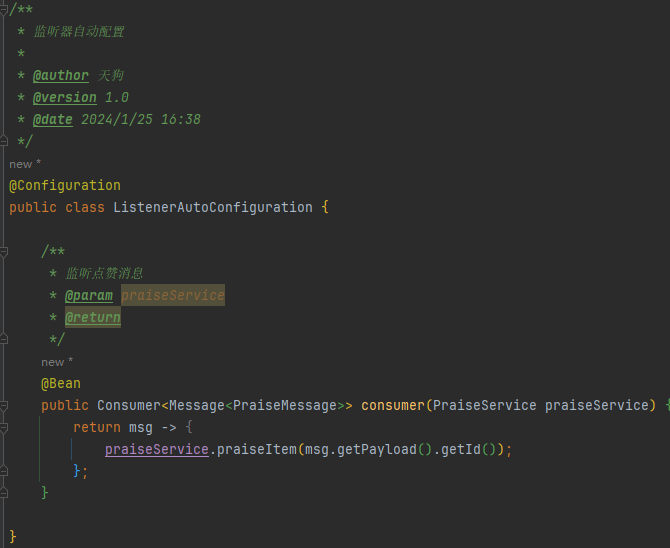 /**
 * 监听器自动配置
 *
 * @author 天狗
 * @version 1.0
 * @date 2024/1/25 16:38
 */
new *
@Configuration
public class ListenerAutoConfiguration {
/**
 * 监听点赞消息
 * @param praiseService
 * @return
 */
new *
@Bean
public Consumer<Message<PraiseMessage>> consumer(PraiseService praiseService) {
return msg -> {
praiseService.praiseItem(msg.getPayload().getId());
};
}
}